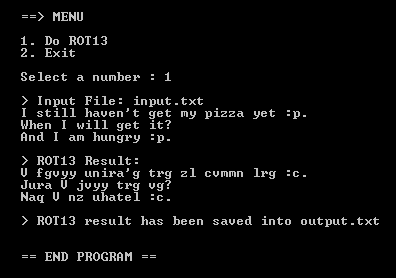 ==> MENU
1. Do ROT13
2. Exit
Select a number : 1
> Input File: input.txt
I still haven't get my pizza yet :p.
When I will get it?
And I am hungry :p.
> ROT13 Result:
V fgvyy unira'g trg zl cvmmn lrg :c.
Jura V jvyy trg vg?
Naq V nz uhatel :c.
> ROT13 result has been saved into output.txt
== END PROGRAM ==